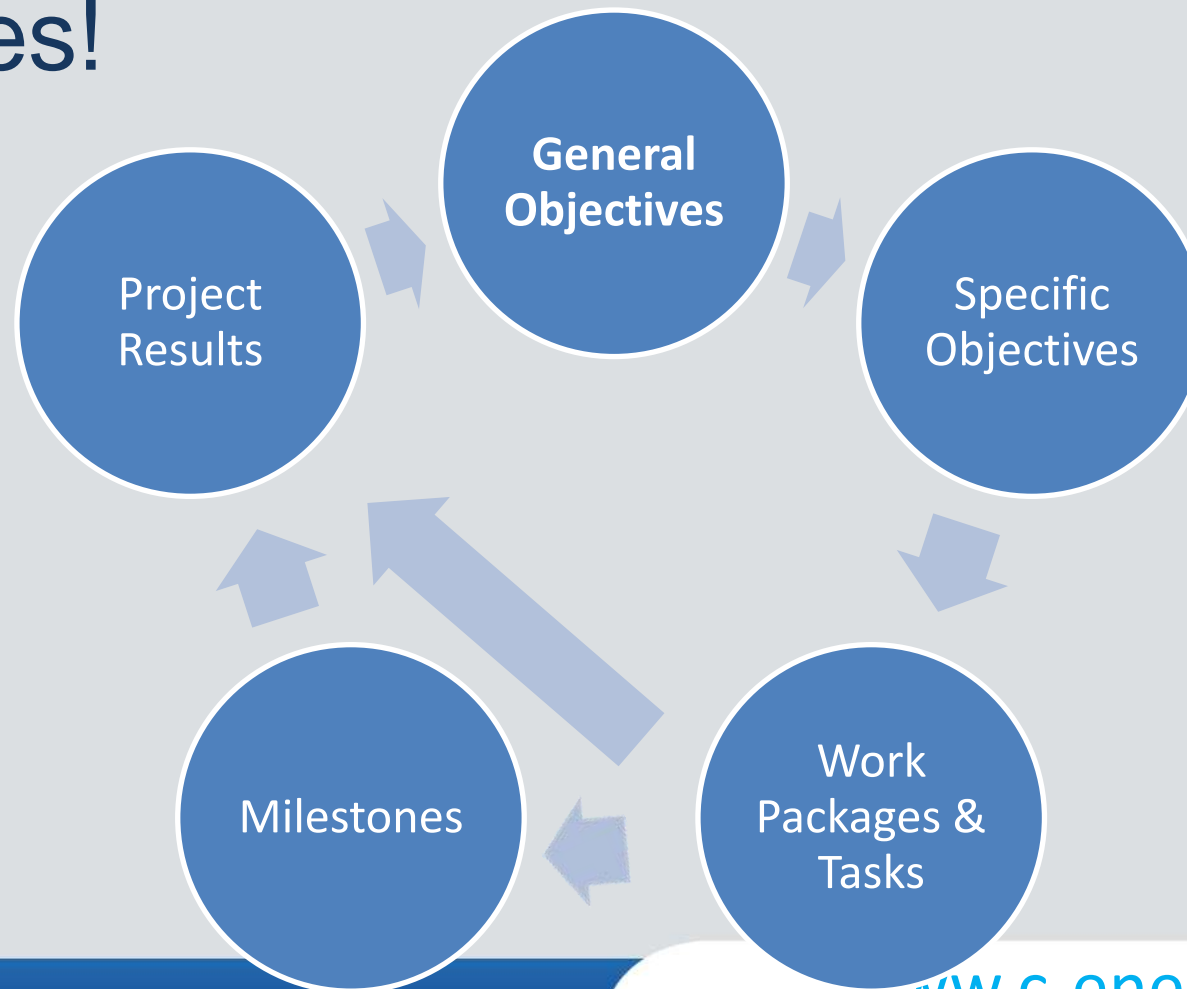 es!
General
Objectives
Project
Results
Specific
Objectives
Milestones
Work
Packages &
Tasks